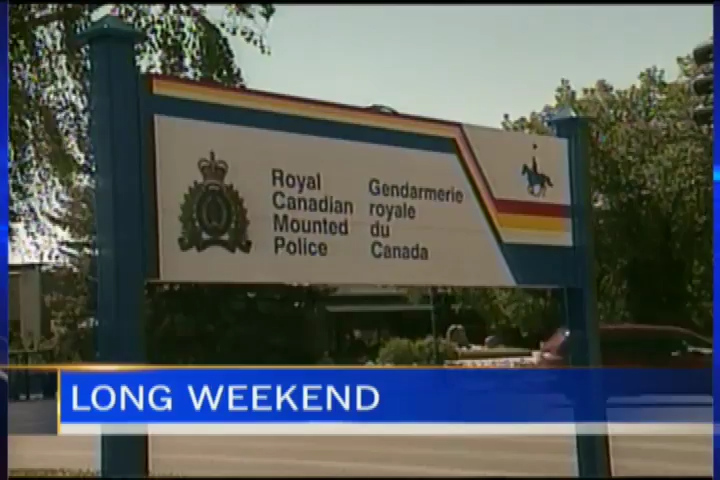 Royal
Canadian
Mounted
Police
Gendarmerie
royale
du
Canada
LONG WEEKEND